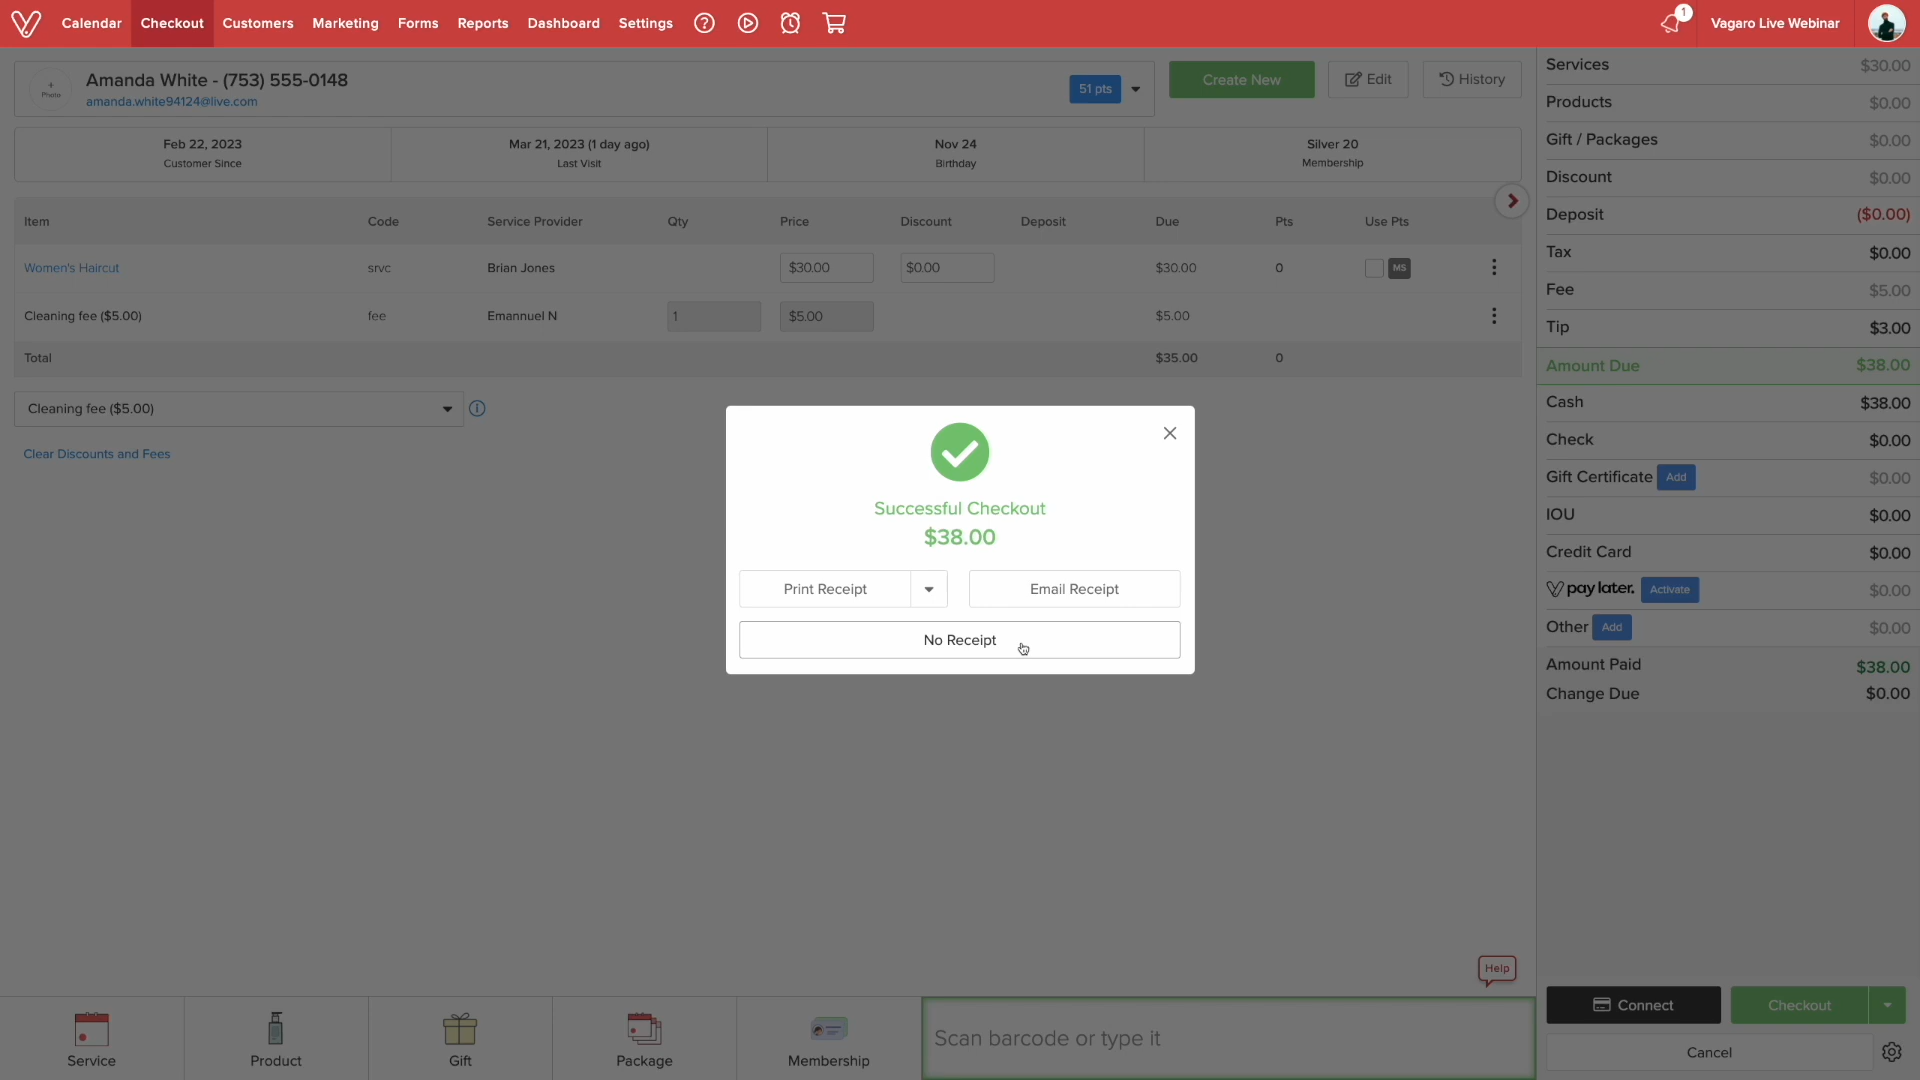 Calendar Checkout Customers Marketing Forms Reports Dashboard Settings ? 1 Vagaro Live Webinar
+
Photo
Amanda White - (753) 555-0148
amanda.white94124@live.com
51 pts
Create New
Edit
History
Feb 22, 2023
Customer Since
Mar 21, 2023 (1 day ago)
Last Visit
Nov 24
Birthday
Silver 20
Membership
Item Code Service Provider Qty Price Discount Deposit Due Pts Use Pts
Women's Haircut srvc Brian Jones $30.00 $0.00 $30.00 0 MS
Cleaning fee ($5.00) fee Emannuel N 1 $5.00 $5.00
Total $35.00 0
Cleaning fee ($5.00)
Clear Discounts and Fees
Successful Checkout
$38.00
Print Receipt
Email Receipt
No Receipt
Services $30.00
Products $0.00
Gift / Packages $0.00
Discount $0.00
Deposit ($0.00)
Tax $0.00
Fee $5.00
Tip $3.00
Amount Due $38.00
Cash $38.00
Check $0.00
Gift Certificate Add $0.00
IOU $0.00
Credit Card $0.00
pay later. Activate $0.00
Other Add $0.00
Amount Paid $38.00
Change Due $0.00
Help
Connect
Checkout
Cancel
Service
Product
Gift
Package
Membership
Scan barcode or type it